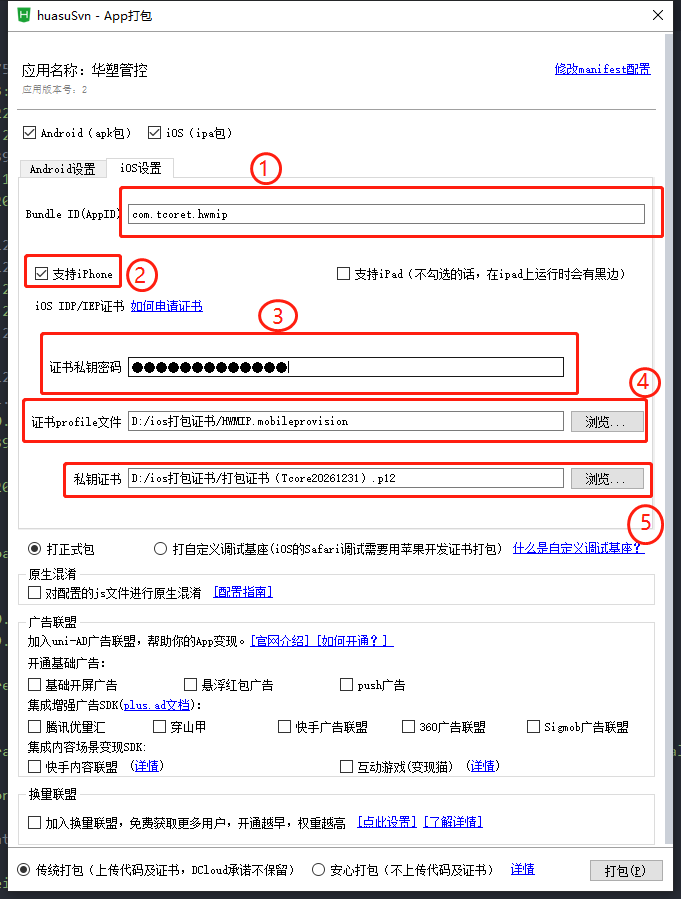 huasuSvn - App打包
应用名称：华塑管控
修改manifest配置
应用版本号：2
Android（apk包） iOS（ipa包）
Android设置 iOS设置
1
Bundle ID(AppID) com.tcoret.hwmip
支持iPhone 2 支持iPad（不勾选的话，在ipad上运行时会有黑边）
iOS IDP/IEP证书 如何申请证书
3
证书私钥密码 ●●●●●●●●●●●●●
4
证书profile文件 D:/ios打包证书/HWMIP.mobileprovision 浏览...
私钥证书 D:/ios打包证书/打包证书（Tcore20261231）.p12 浏览...
5
打正式包 打自定义调试基座(iOS的Safari调试需要用苹果开发证书打包) 什么是自定义调试基座？
原生混淆
对配置的js文件进行原生混淆 [配置指南]
广告联盟
加入uni-AD广告联盟，帮助你的App变现。[官网介绍] [如何开通？]
开通基础广告：
基础开屏广告 悬浮红包广告 push广告
集成增强广告SDK(plus.ad文档)：
腾讯优量汇 穿山甲 快手广告联盟 360广告联盟 Sigmob广告联盟
集成内容场景变现SDK:
快手内容联盟 （详情） 互动游戏(变现猫) （详情）
换量联盟
加入换量联盟，免费获取更多用户，开通越早，权重越高 [点此设置] [了解详情]
传统打包（上传代码及证书，DCloud承诺不保留） 安心打包（不上传代码及证书） 详情 打包(P)